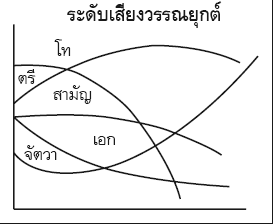 ระดับเสียงวรรณยุกต์
โท
ตรี
สามัญ
เอก
จัตวา